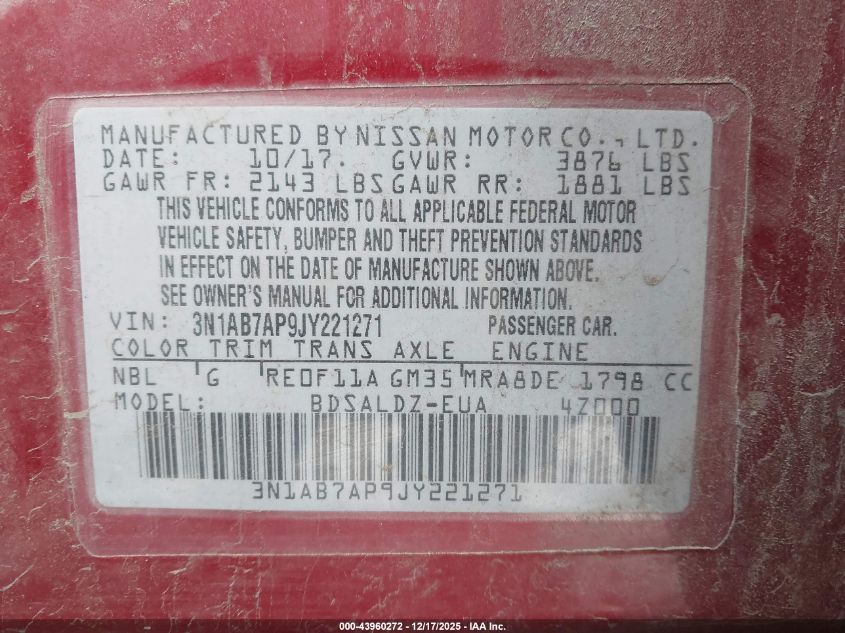 MANUFACTURED BY NISSAN MOTOR CO., LTD.
DATE: 10/17. GVWR: 3876 LBS
GAWR FR: 2143 LBS GAWR RR: 1881 LBS
THIS VEHICLE CONFORMS TO ALL APPLICABLE FEDERAL MOTOR
VEHICLE SAFETY, BUMPER AND THEFT PREVENTION STANDARDS
IN EFFECT ON THE DATE OF MANUFACTURE SHOWN ABOVE.
SEE OWNER'S MANUAL FOR ADDITIONAL INFORMATION.
VIN: 3N1AB7AP9JY221271 PASSENGER CAR.
COLOR TRIM TRANS AXLE ENGINE
NBL G RE0F11A GM35 MRA8DE 1798 CC
MODEL: BDSALDZ-EUA 4Z000
3N1AB7AP9JY221271
000-43960272 – 12/17/2025 – IAA Inc.